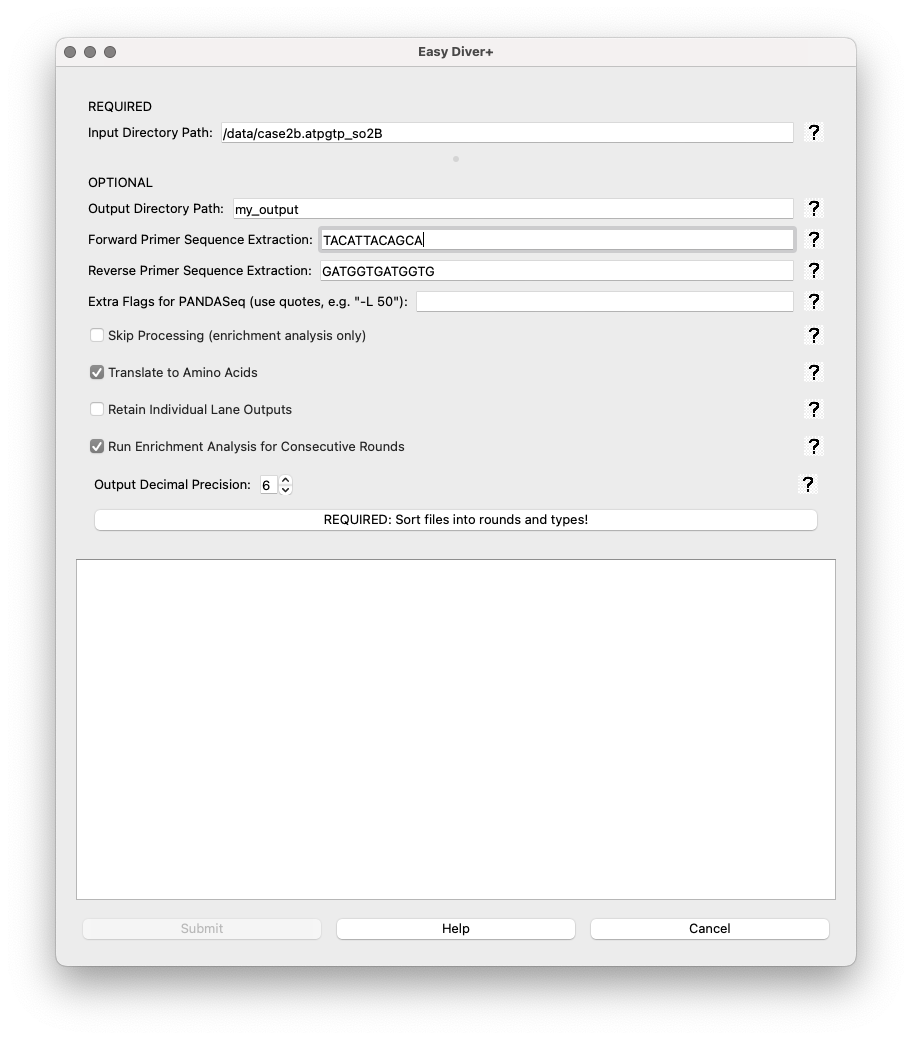 Easy Diver+
REQUIRED
Input Directory Path: /data/case2b.atpgtp_so2B ?
OPTIONAL
Output Directory Path: my_output ?
Forward Primer Sequence Extraction: TACATTACAGCA ?
Reverse Primer Sequence Extraction: GATGGTGATGGTG ?
Extra Flags for PANDASeq (use quotes, e.g. "-L 50"): ?
Skip Processing (enrichment analysis only) ?
Translate to Amino Acids ?
Retain Individual Lane Outputs ?
Run Enrichment Analysis for Consecutive Rounds ?
Output Decimal Precision: 6 ?
REQUIRED: Sort files into rounds and types!
Submit Help Cancel